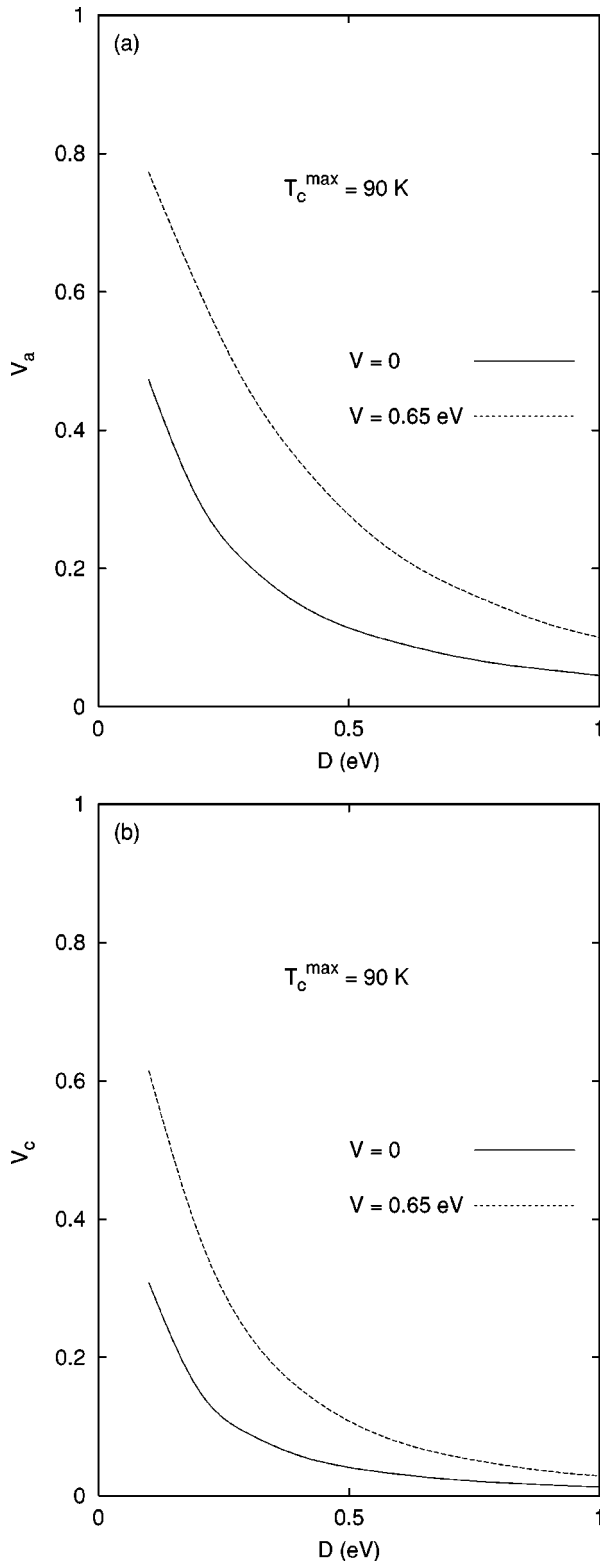 (a)
1
0.8
0.6
0.4
0.2
0
V_a
T_c^max = 90 K
V = 0
V = 0.65 eV
0 0.5 1
D (eV)
(b)
1
0.8
0.6
0.4
0.2
0
V_c
T_c^max = 90 K
V = 0
V = 0.65 eV
0 0.5 1
D (eV)